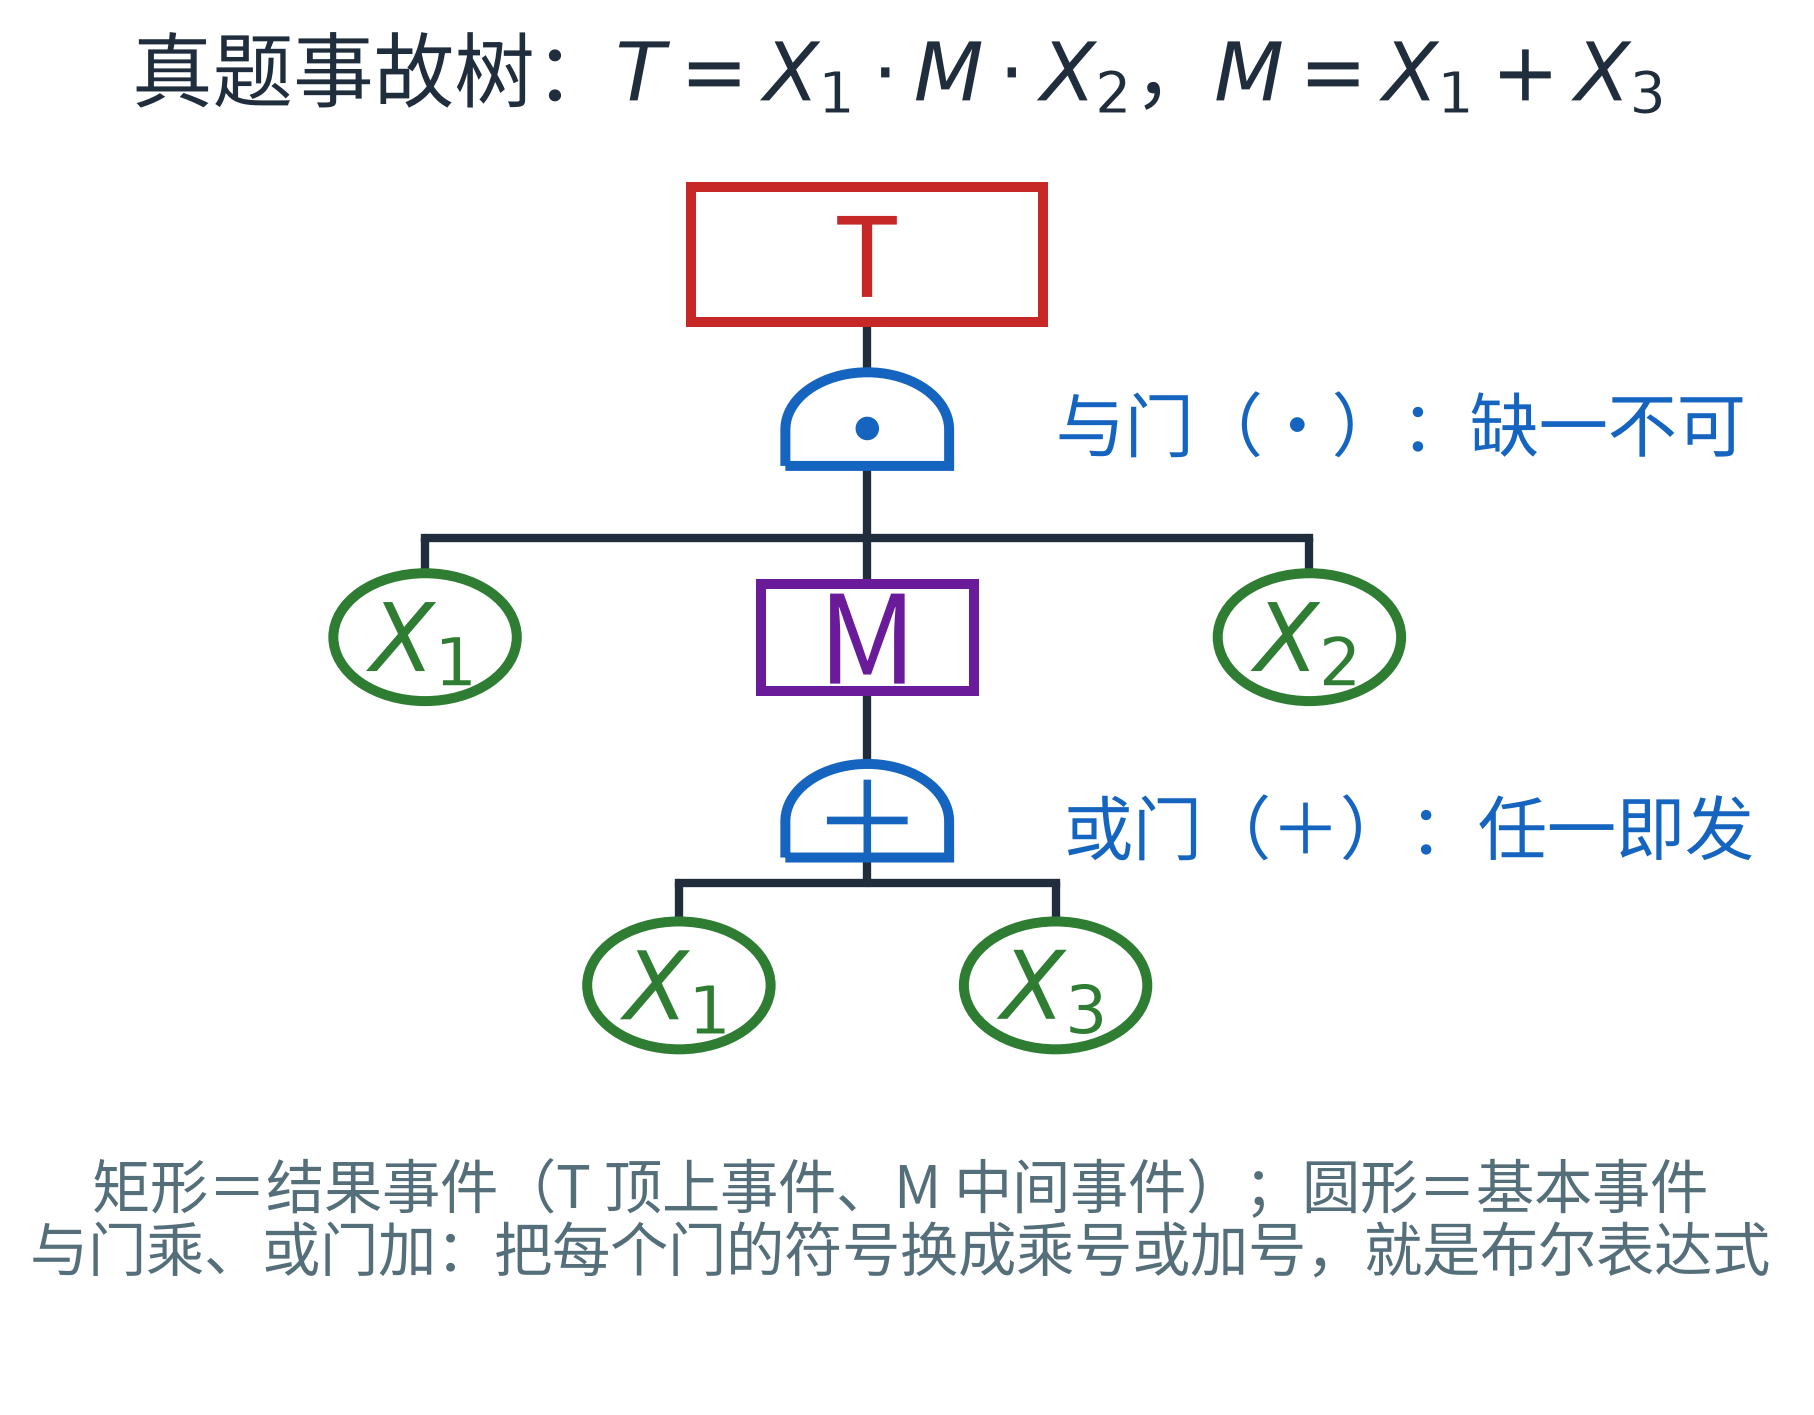 真题事故树：T = X₁ · M · X₂，M = X₁ + X₃
T
与门（·）：缺一不可
X₁
M
X₂
+
或门（+）：任一即发
X₁
X₃
矩形＝结果事件（T 顶上事件、M 中间事件）；圆形＝基本事件
与门乘、或门加：把每个门的符号换成乘号或加号，就是布尔表达式